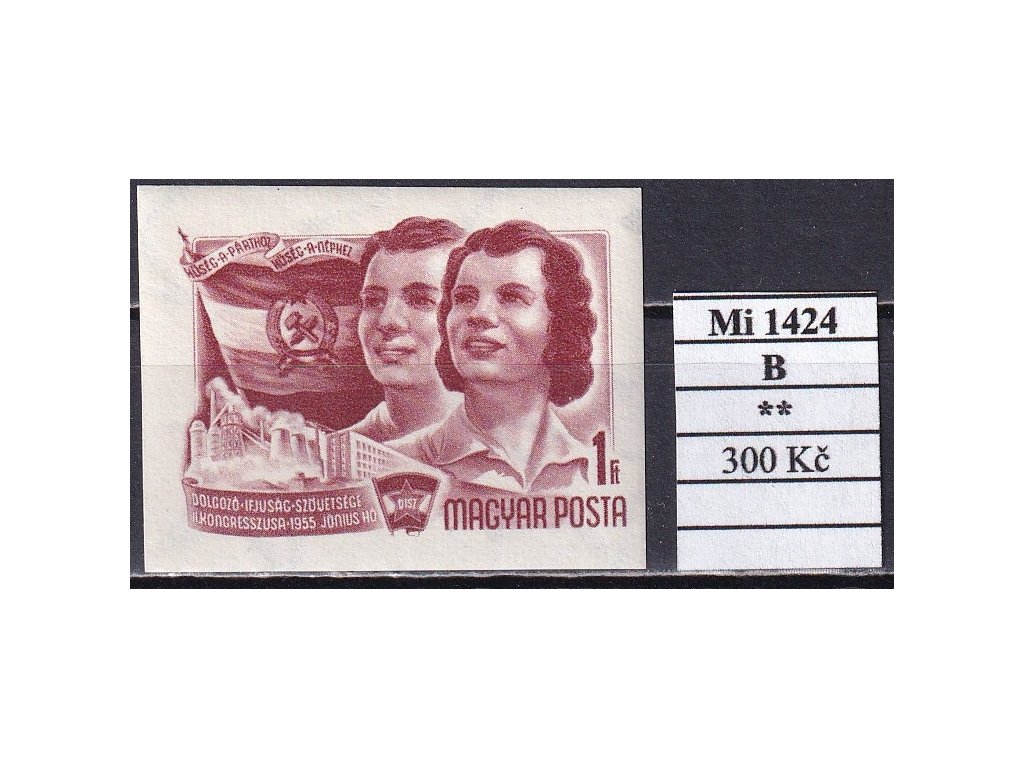 HŰSÉG·A·PÁRTHOZ
HŰSÉG·A·NÉPHEZ
1 Ft
DOLGOZÓ·IFJUSÁG·SZÖVETSÉGE
II. KONGRESSZUSA·1955 JÚNIUS HÓ
DISZ
MAGYAR POSTA
Mi 1424
B
**
300 Kč